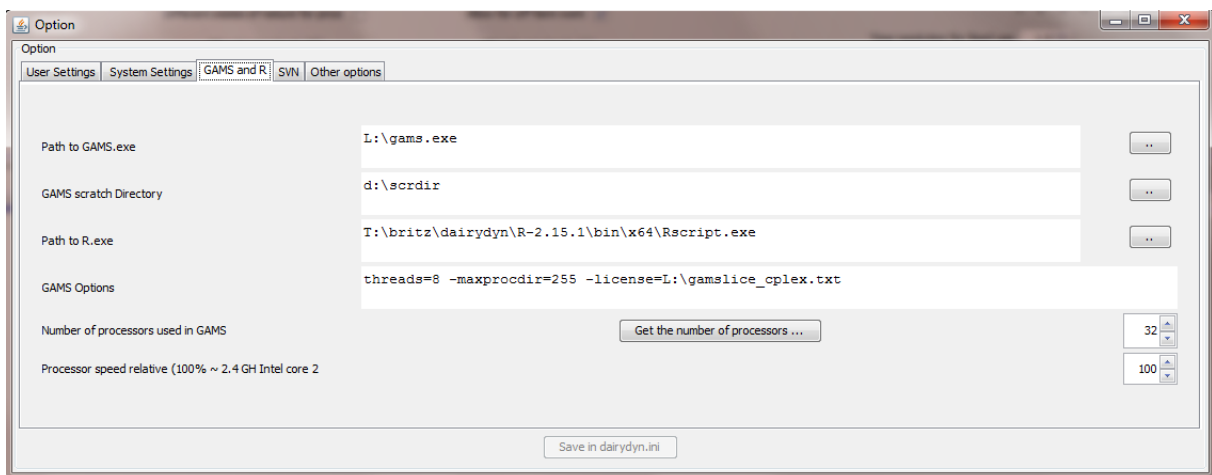 Option
Option
User Settings System Settings GAMS and R SVN Other options
Path to GAMS.exe L:\gams.exe ..
GAMS scratch Directory d:\scrdir ..
Path to R.exe T:\britz\dairydyn\R-2.15.1\bin\x64\Rscript.exe ..
GAMS Options threads=8 -maxprocdir=255 -license=L:\gamslice_cplex.txt
Number of processors used in GAMS Get the number of processors ... 32
Processor speed relative (100% ~ 2.4 GH Intel core 2 100
Save in dairydyn.ini